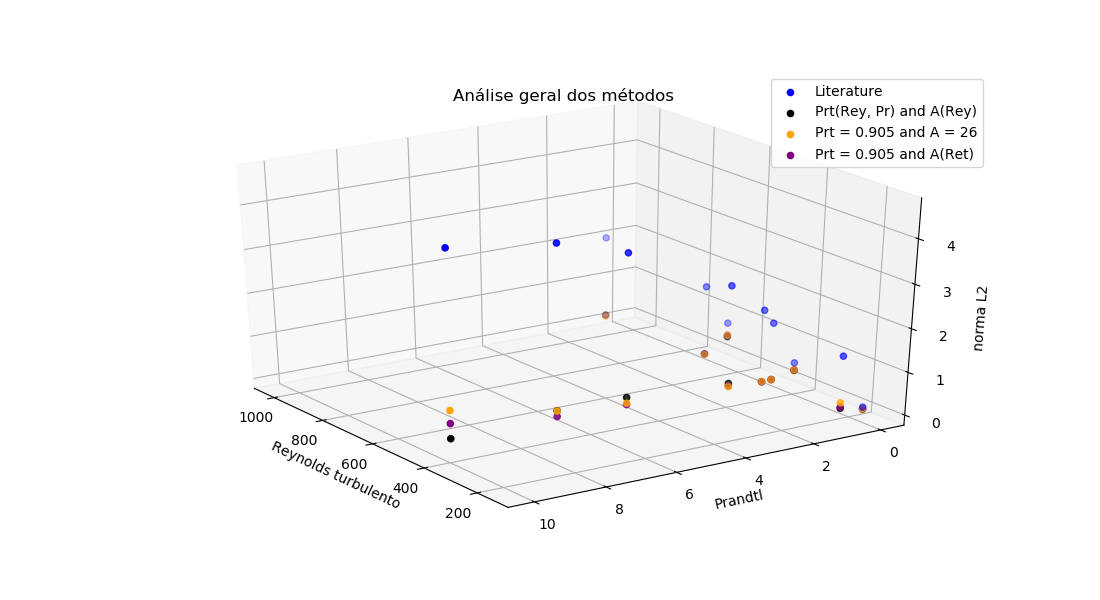 Análise geral dos métodos
Literature
Prt(Rey, Pr) and A(Rey)
Prt = 0.905 and A = 26
Prt = 0.905 and A(Ret)
4
3
2
1
0
norma L2
1000
800
600
400
200
Reynolds turbulento
10
8
6
4
2
0
Prandtl